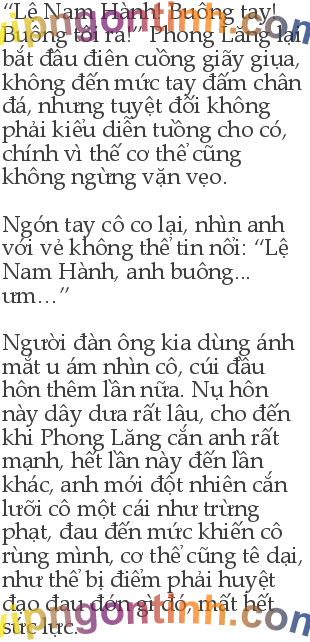 “Lệ Nam Hành! Buông tay!
Buông tôi ra!” Phong Lăng lại
bắt đầu điên cuồng giãy giụa,
không đến mức tay đấm chân
đá, nhưng tuyệt đối không
phải kiểu diễn tuồng cho có,
chính vì thế cơ thể cũng
không ngừng vặn vẹo.

Ngón tay cô co lại, nhìn anh
với vẻ không thể tin nổi: “Lệ
Nam Hành, anh buông...
ưm…”

Người đàn ông kia dùng ánh
mắt u ám nhìn cô, cúi đầu
hôn thêm lần nữa. Nụ hôn
này dây dưa rất lâu, cho đến
khi Phong Lăng cắn anh rất
mạnh, hết lần này đến lần
khác, anh mới đột nhiên cắn
lưỡi cô một cái như trừng
phạt, đau đến mức khiến cô
rùng mình, cơ thể cũng tê dại,
như thể bị điểm phải huyệt
đạo đau đớn gì đó, mất hết
sức lực.
vipngontinh.com
vipngontinh.com
vipngontinh.com